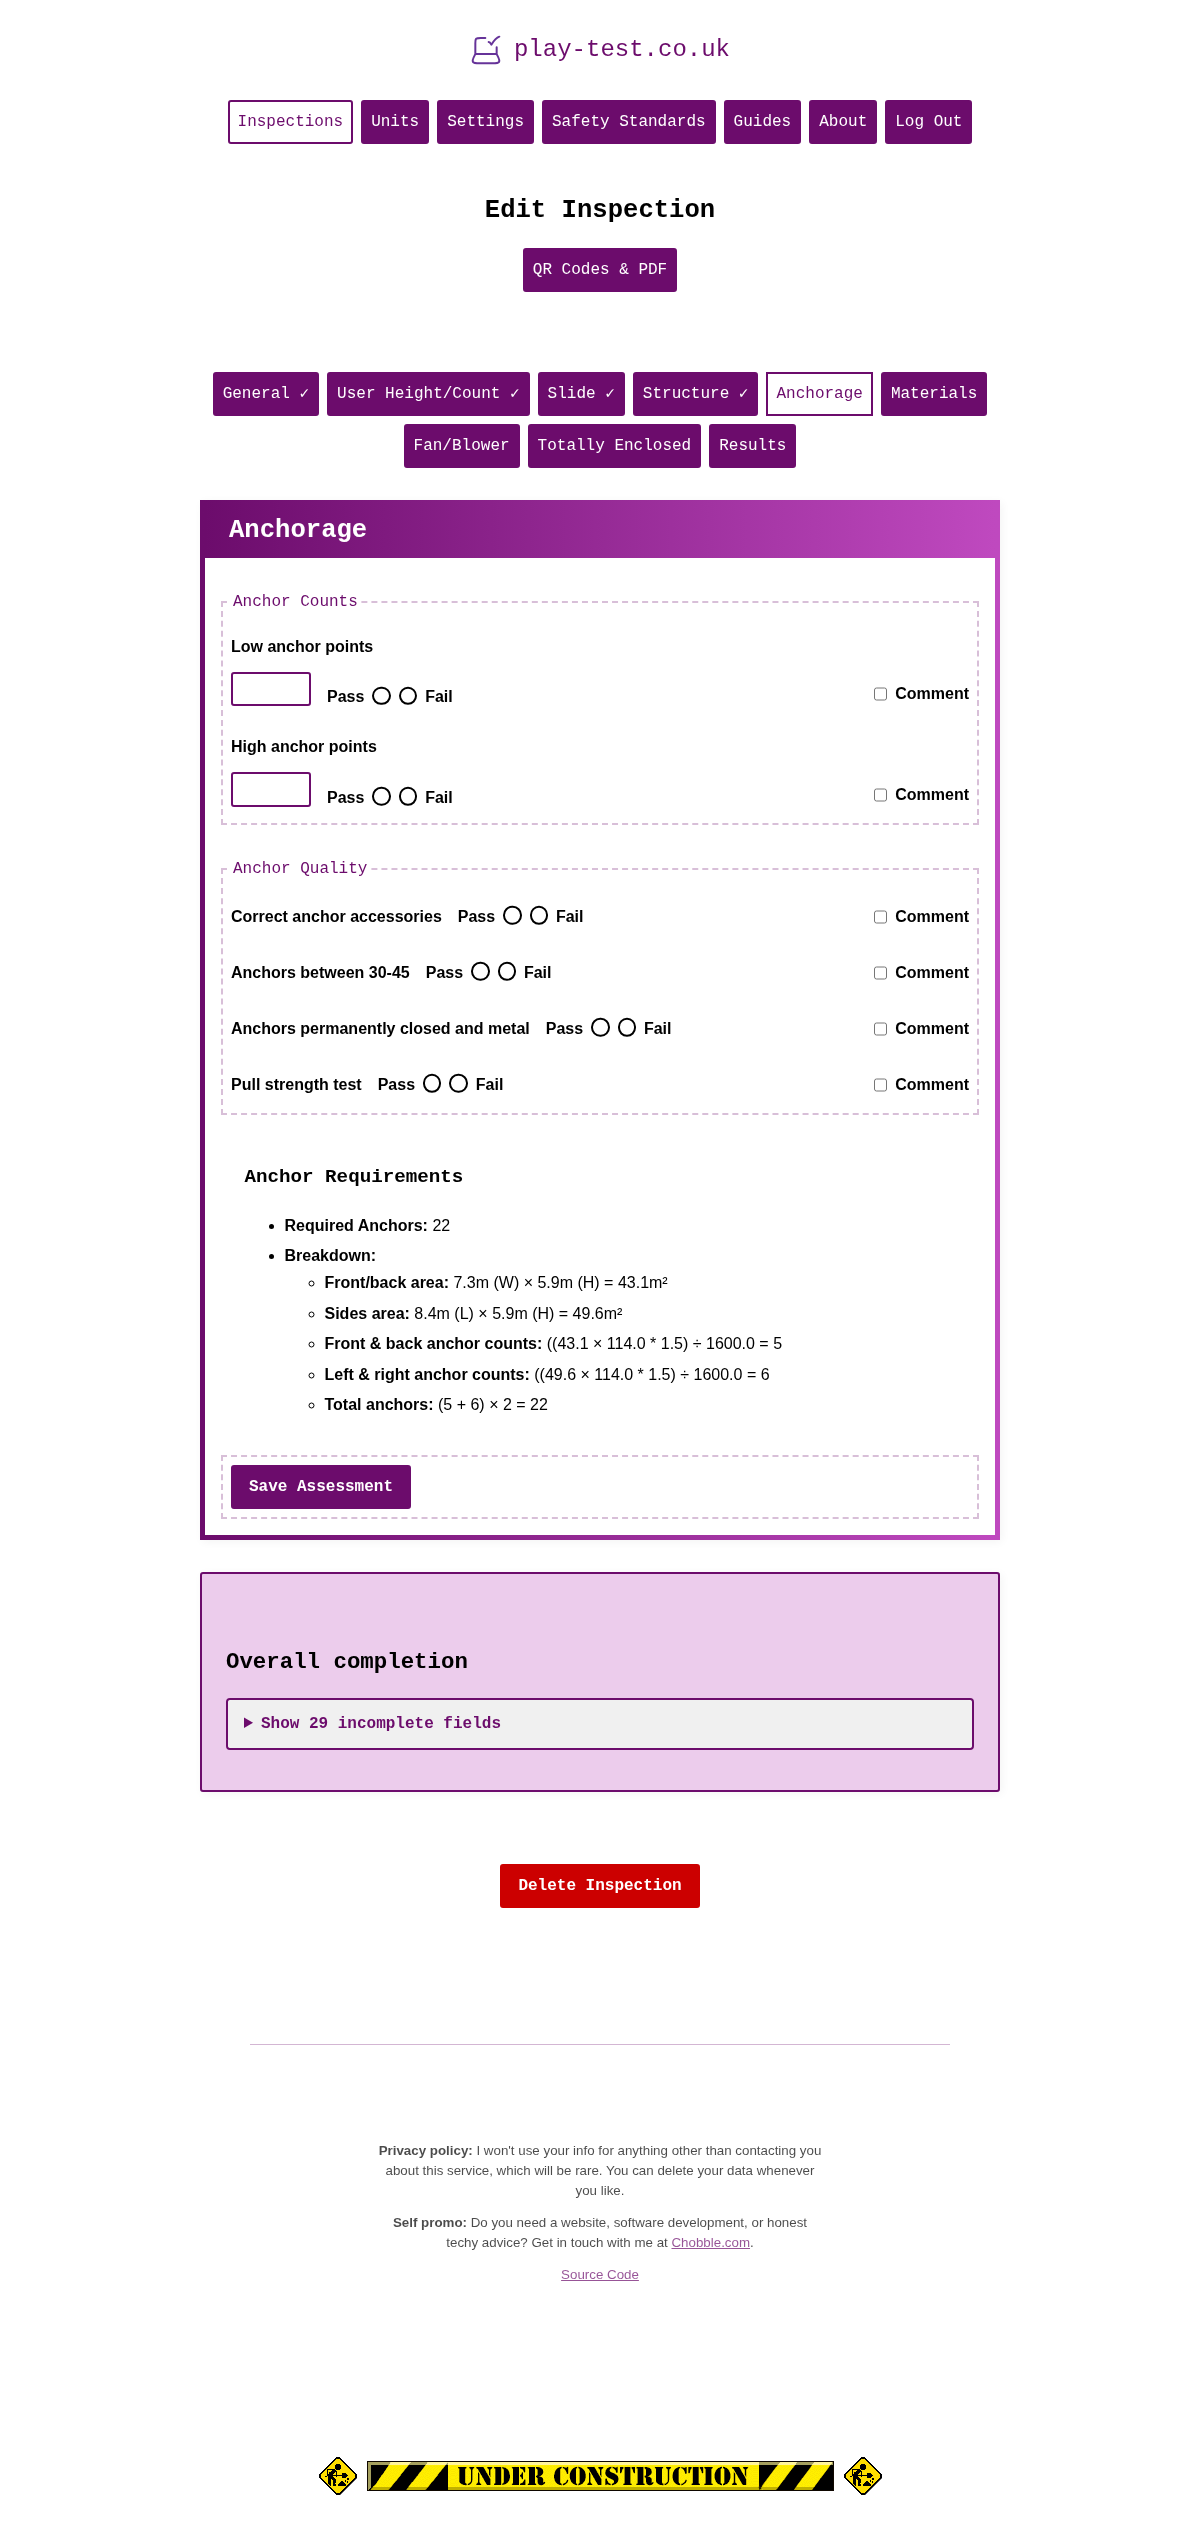 play-test.co.uk
Inspections Units Settings Safety Standards Guides About Log Out
Edit Inspection
QR Codes & PDF
General ✓ User Height/Count ✓ Slide ✓ Structure ✓ Anchorage Materials
Fan/Blower Totally Enclosed Results
Anchorage
Anchor Counts
Low anchor points
Pass Fail Comment
High anchor points
Pass Fail Comment
Anchor Quality
Correct anchor accessories Pass Fail Comment
Anchors between 30-45 Pass Fail Comment
Anchors permanently closed and metal Pass Fail Comment
Pull strength test Pass Fail Comment
Anchor Requirements
Required Anchors: 22
Breakdown:
Front/back area: 7.3m (W) × 5.9m (H) = 43.1m²
Sides area: 8.4m (L) × 5.9m (H) = 49.6m²
Front & back anchor counts: ((43.1 × 114.0 * 1.5) ÷ 1600.0 = 5
Left & right anchor counts: ((49.6 × 114.0 * 1.5) ÷ 1600.0 = 6
Total anchors: (5 + 6) × 2 = 22
Save Assessment
Overall completion
Show 29 incomplete fields
Delete Inspection
Privacy policy: I won't use your info for anything other than contacting you
about this service, which will be rare. You can delete your data whenever
you like.
Self promo: Do you need a website, software development, or honest
techy advice? Get in touch with me at Chobble.com.
Source Code
UNDER CONSTRUCTION